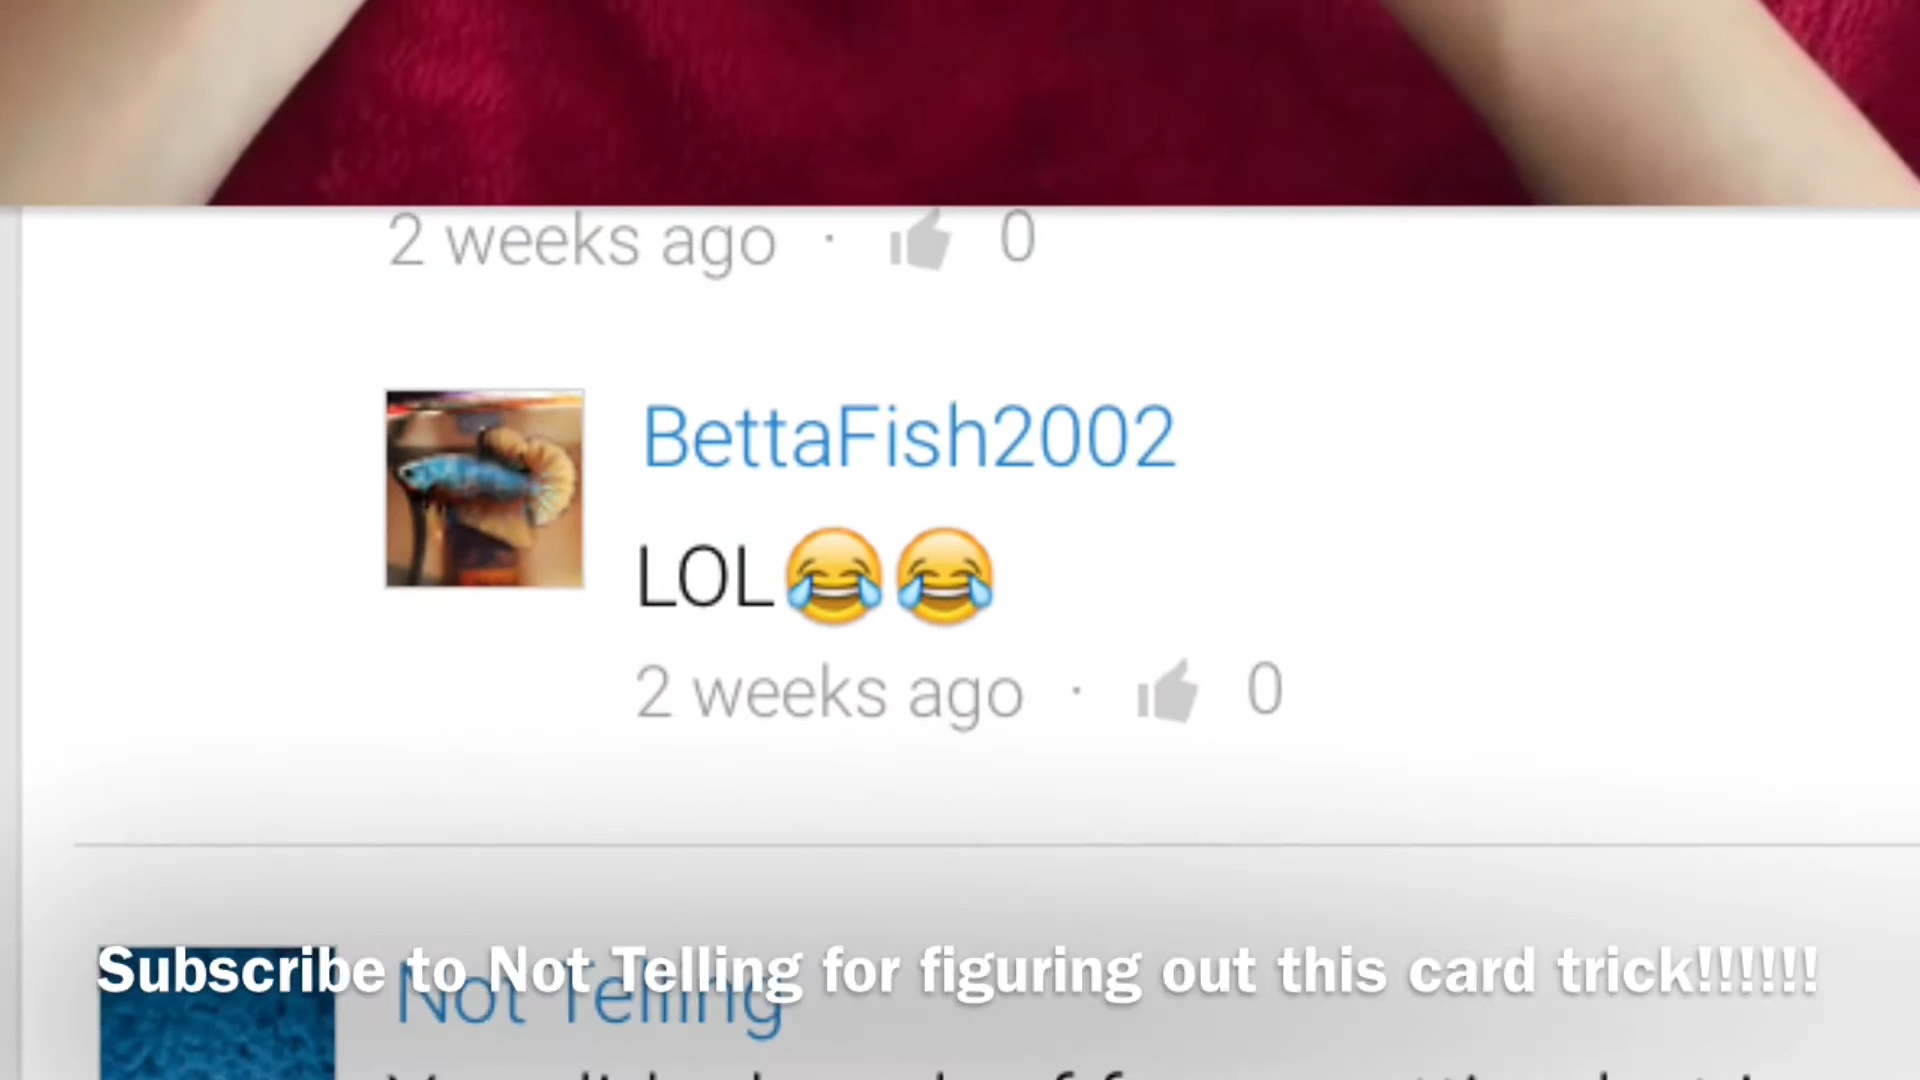 2 weeks ago · 0
BettaFish2002
LOL😂😂
2 weeks ago · 0
Subscribe to Not Telling for figuring out this card trick!!!!!!
Not Telling